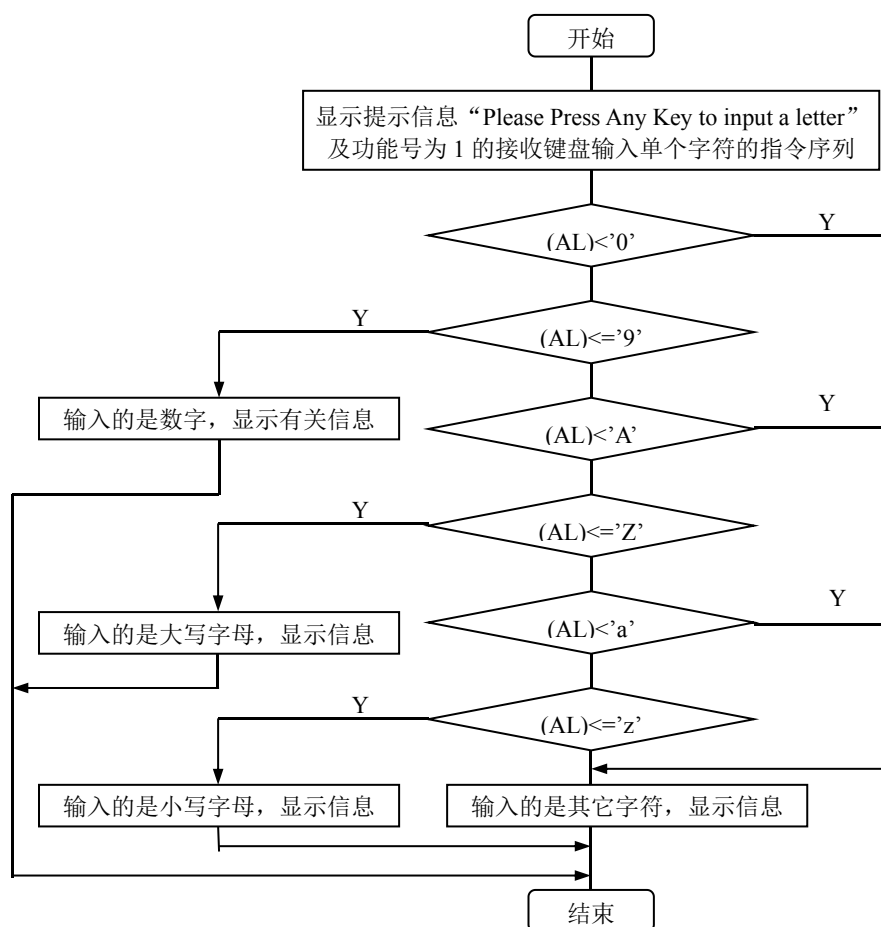 开始
显示提示信息“Please Press Any Key to input a letter”
及功能号为 1 的接收键盘输入单个字符的指令序列
Y
(AL)<’0’
Y
(AL)<=’9’
Y
输入的是数字，显示有关信息
(AL)<’A’
Y
(AL)<=’Z’
Y
输入的是大写字母，显示信息
(AL)<’a’
Y
(AL)<=’z’
输入的是小写字母，显示信息
输入的是其它字符，显示信息
结束